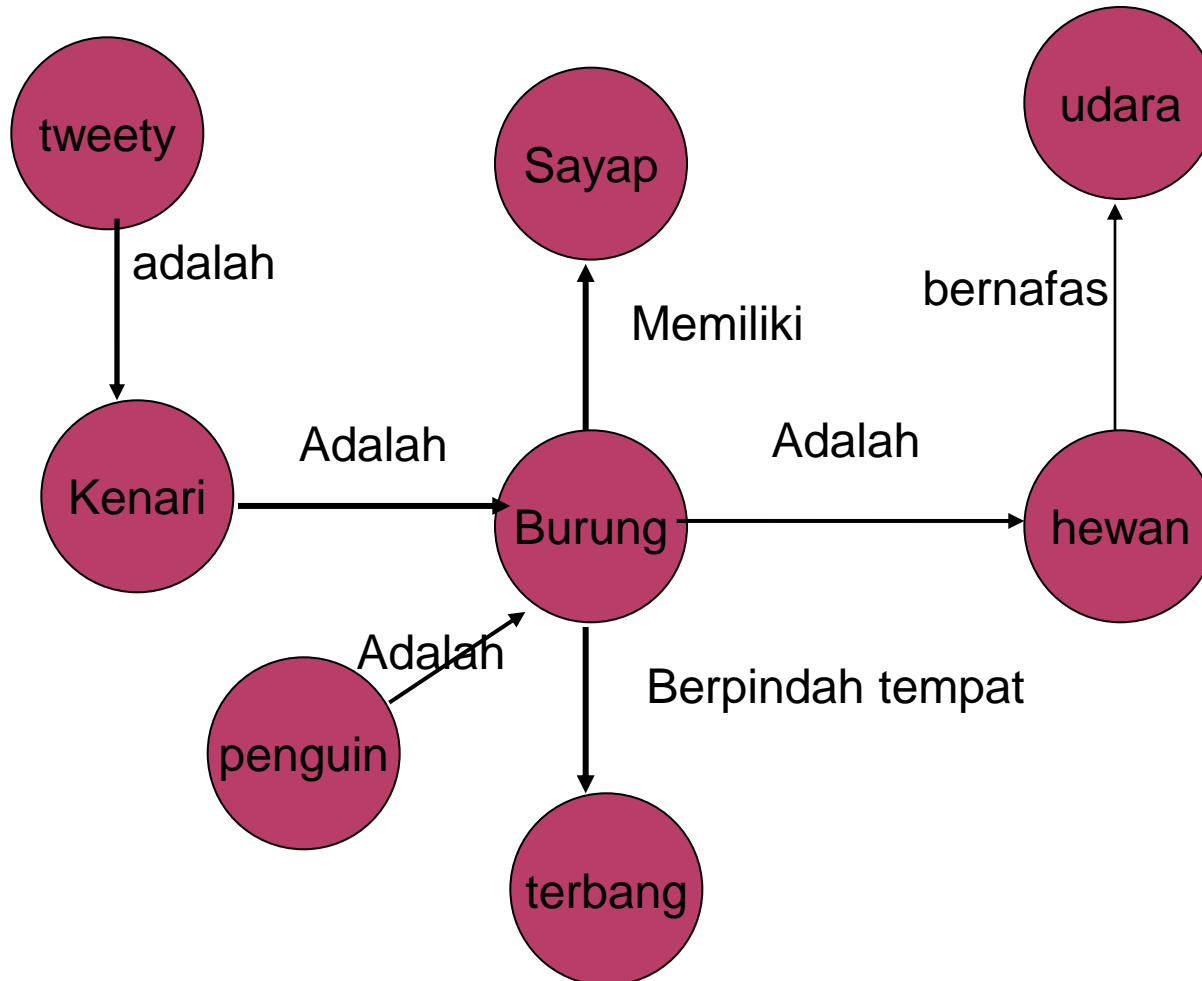 tweety
Sayap
udara
adalah
Memiliki
bernafas
Adalah
Adalah
Kenari
Burung
hewan
Adalah
Berpindah tempat
penguin
terbang